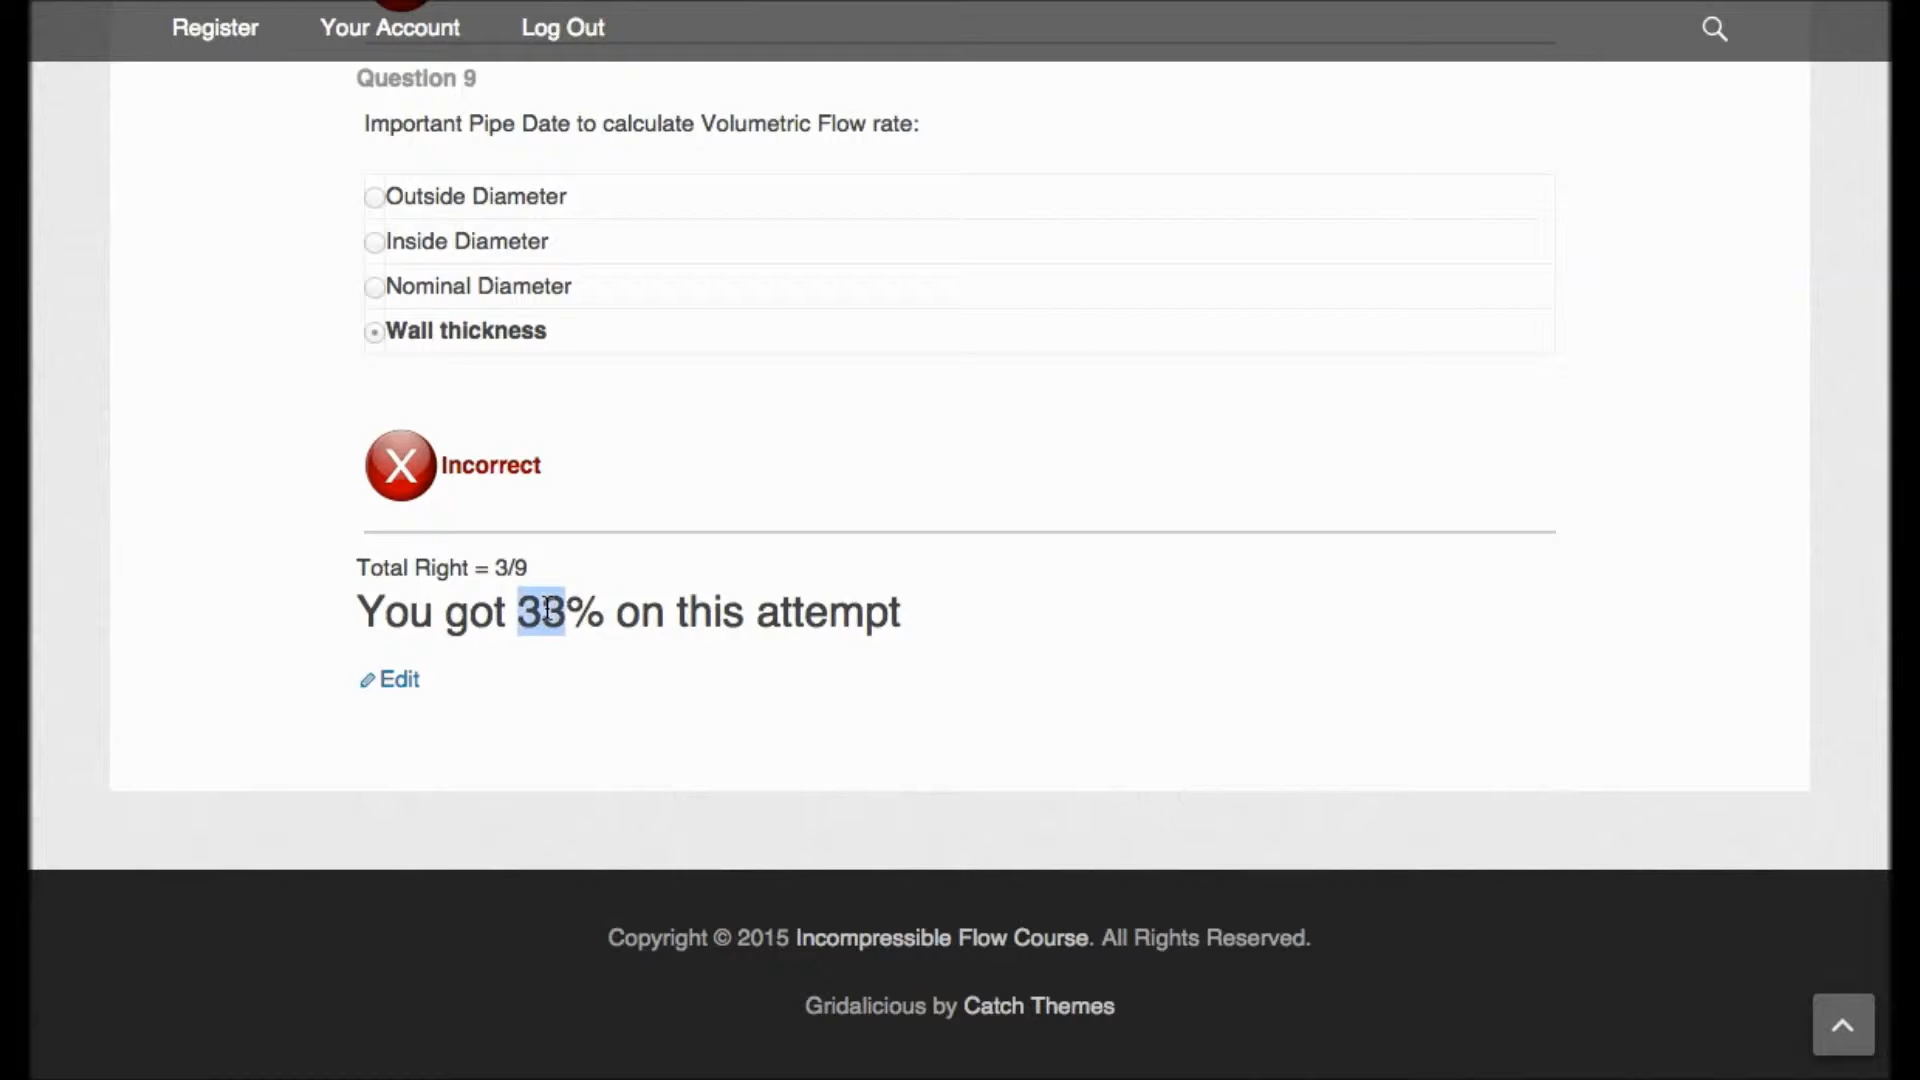 Register Your Account Log Out
Question 9
Important Pipe Date to calculate Volumetric Flow rate:
Outside Diameter
Inside Diameter
Nominal Diameter
Wall thickness
X Incorrect
Total Right = 3/9
You got 33% on this attempt
Edit
Copyright © 2015 Incompressible Flow Course. All Rights Reserved.
Gridalicious by Catch Themes